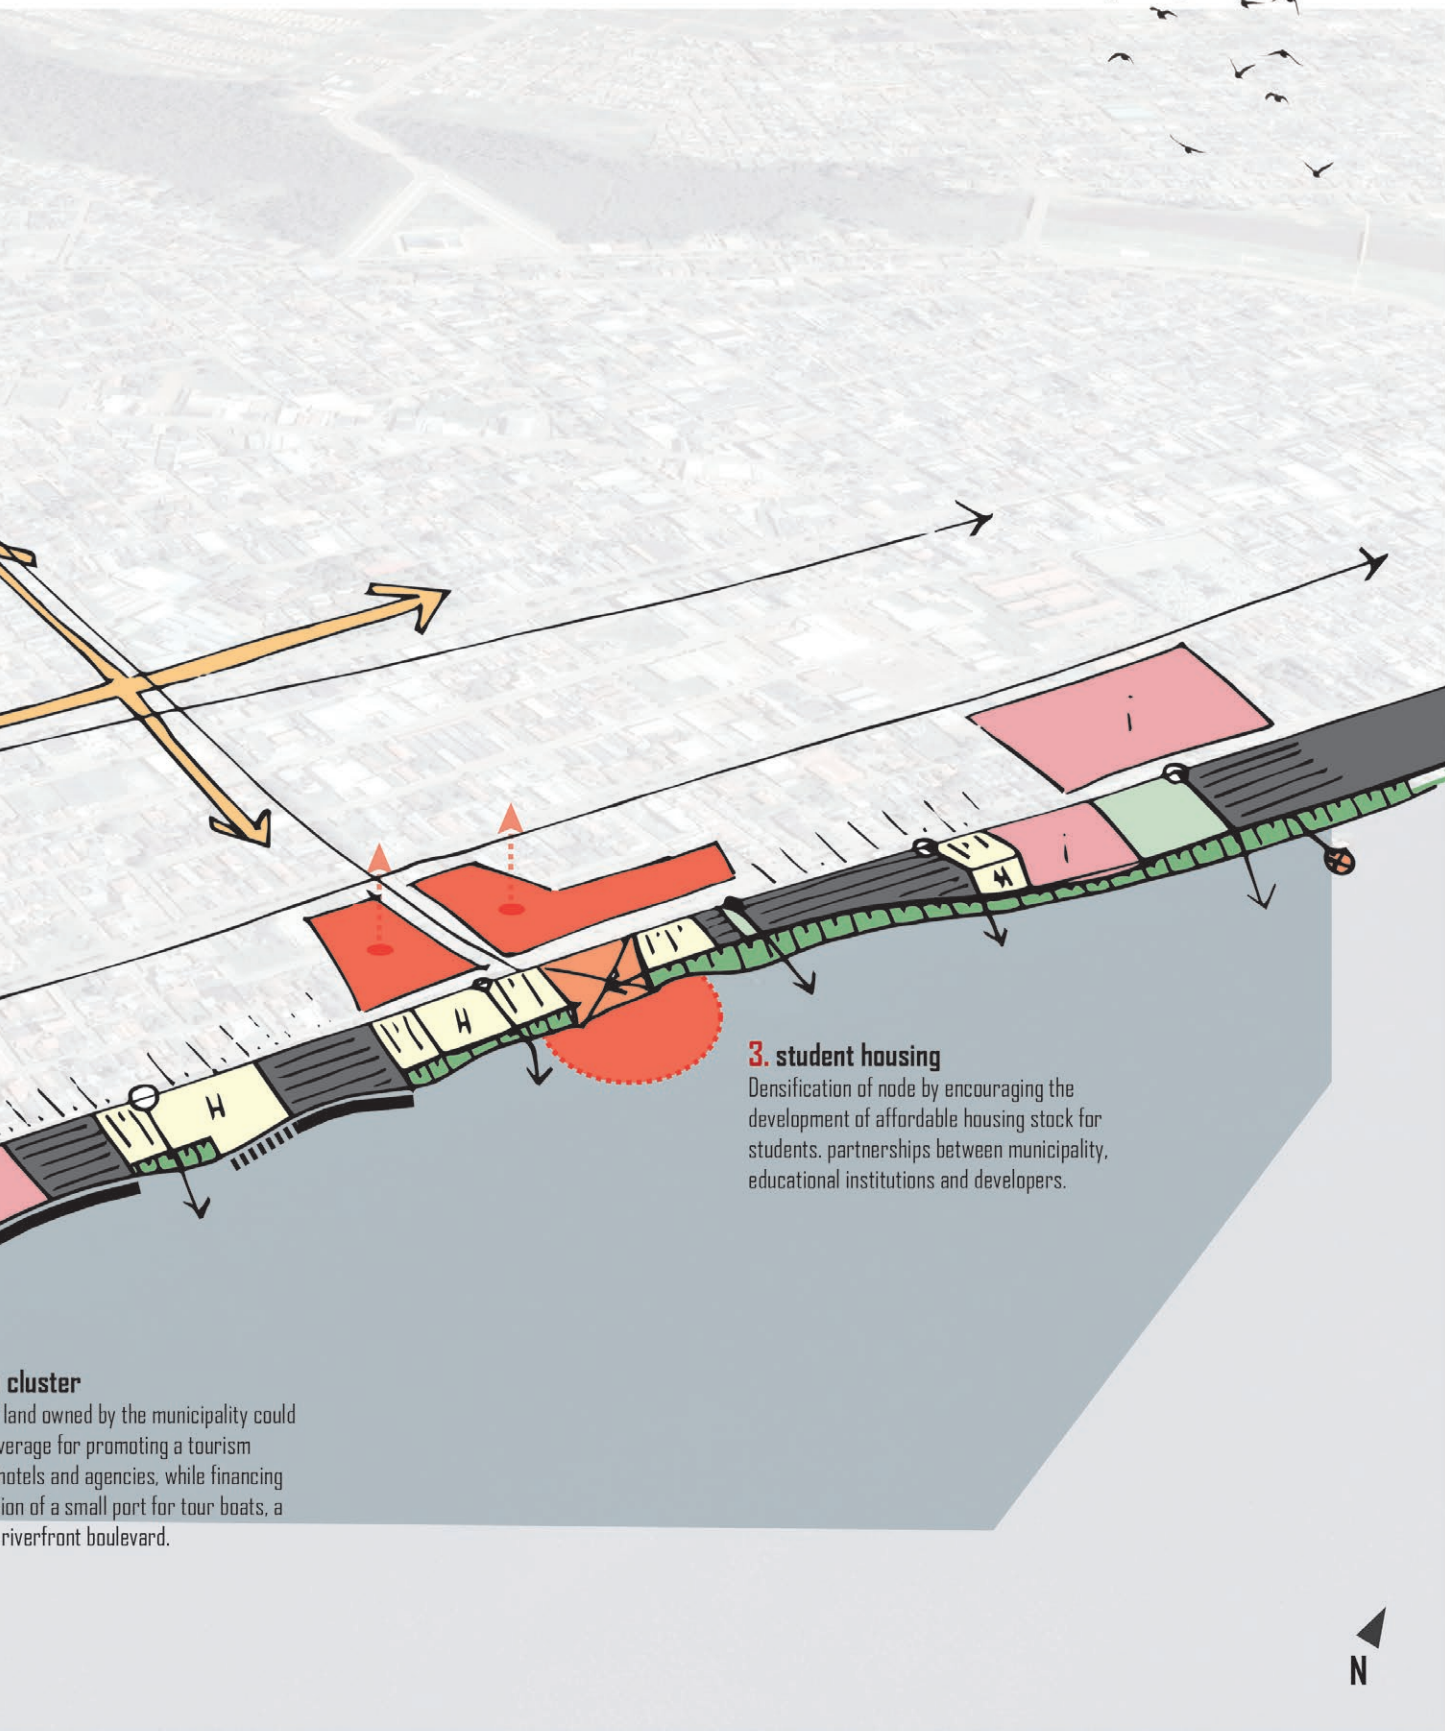 i
i
H
H
H
3. student housing
Densification of node by encouraging the
development of affordable housing stock for
students. partnerships between municipality,
educational institutions and developers.
cluster
land owned by the municipality could
verage for promoting a tourism
hotels and agencies, while financing
ion of a small port for tour boats, a
riverfront boulevard.
N